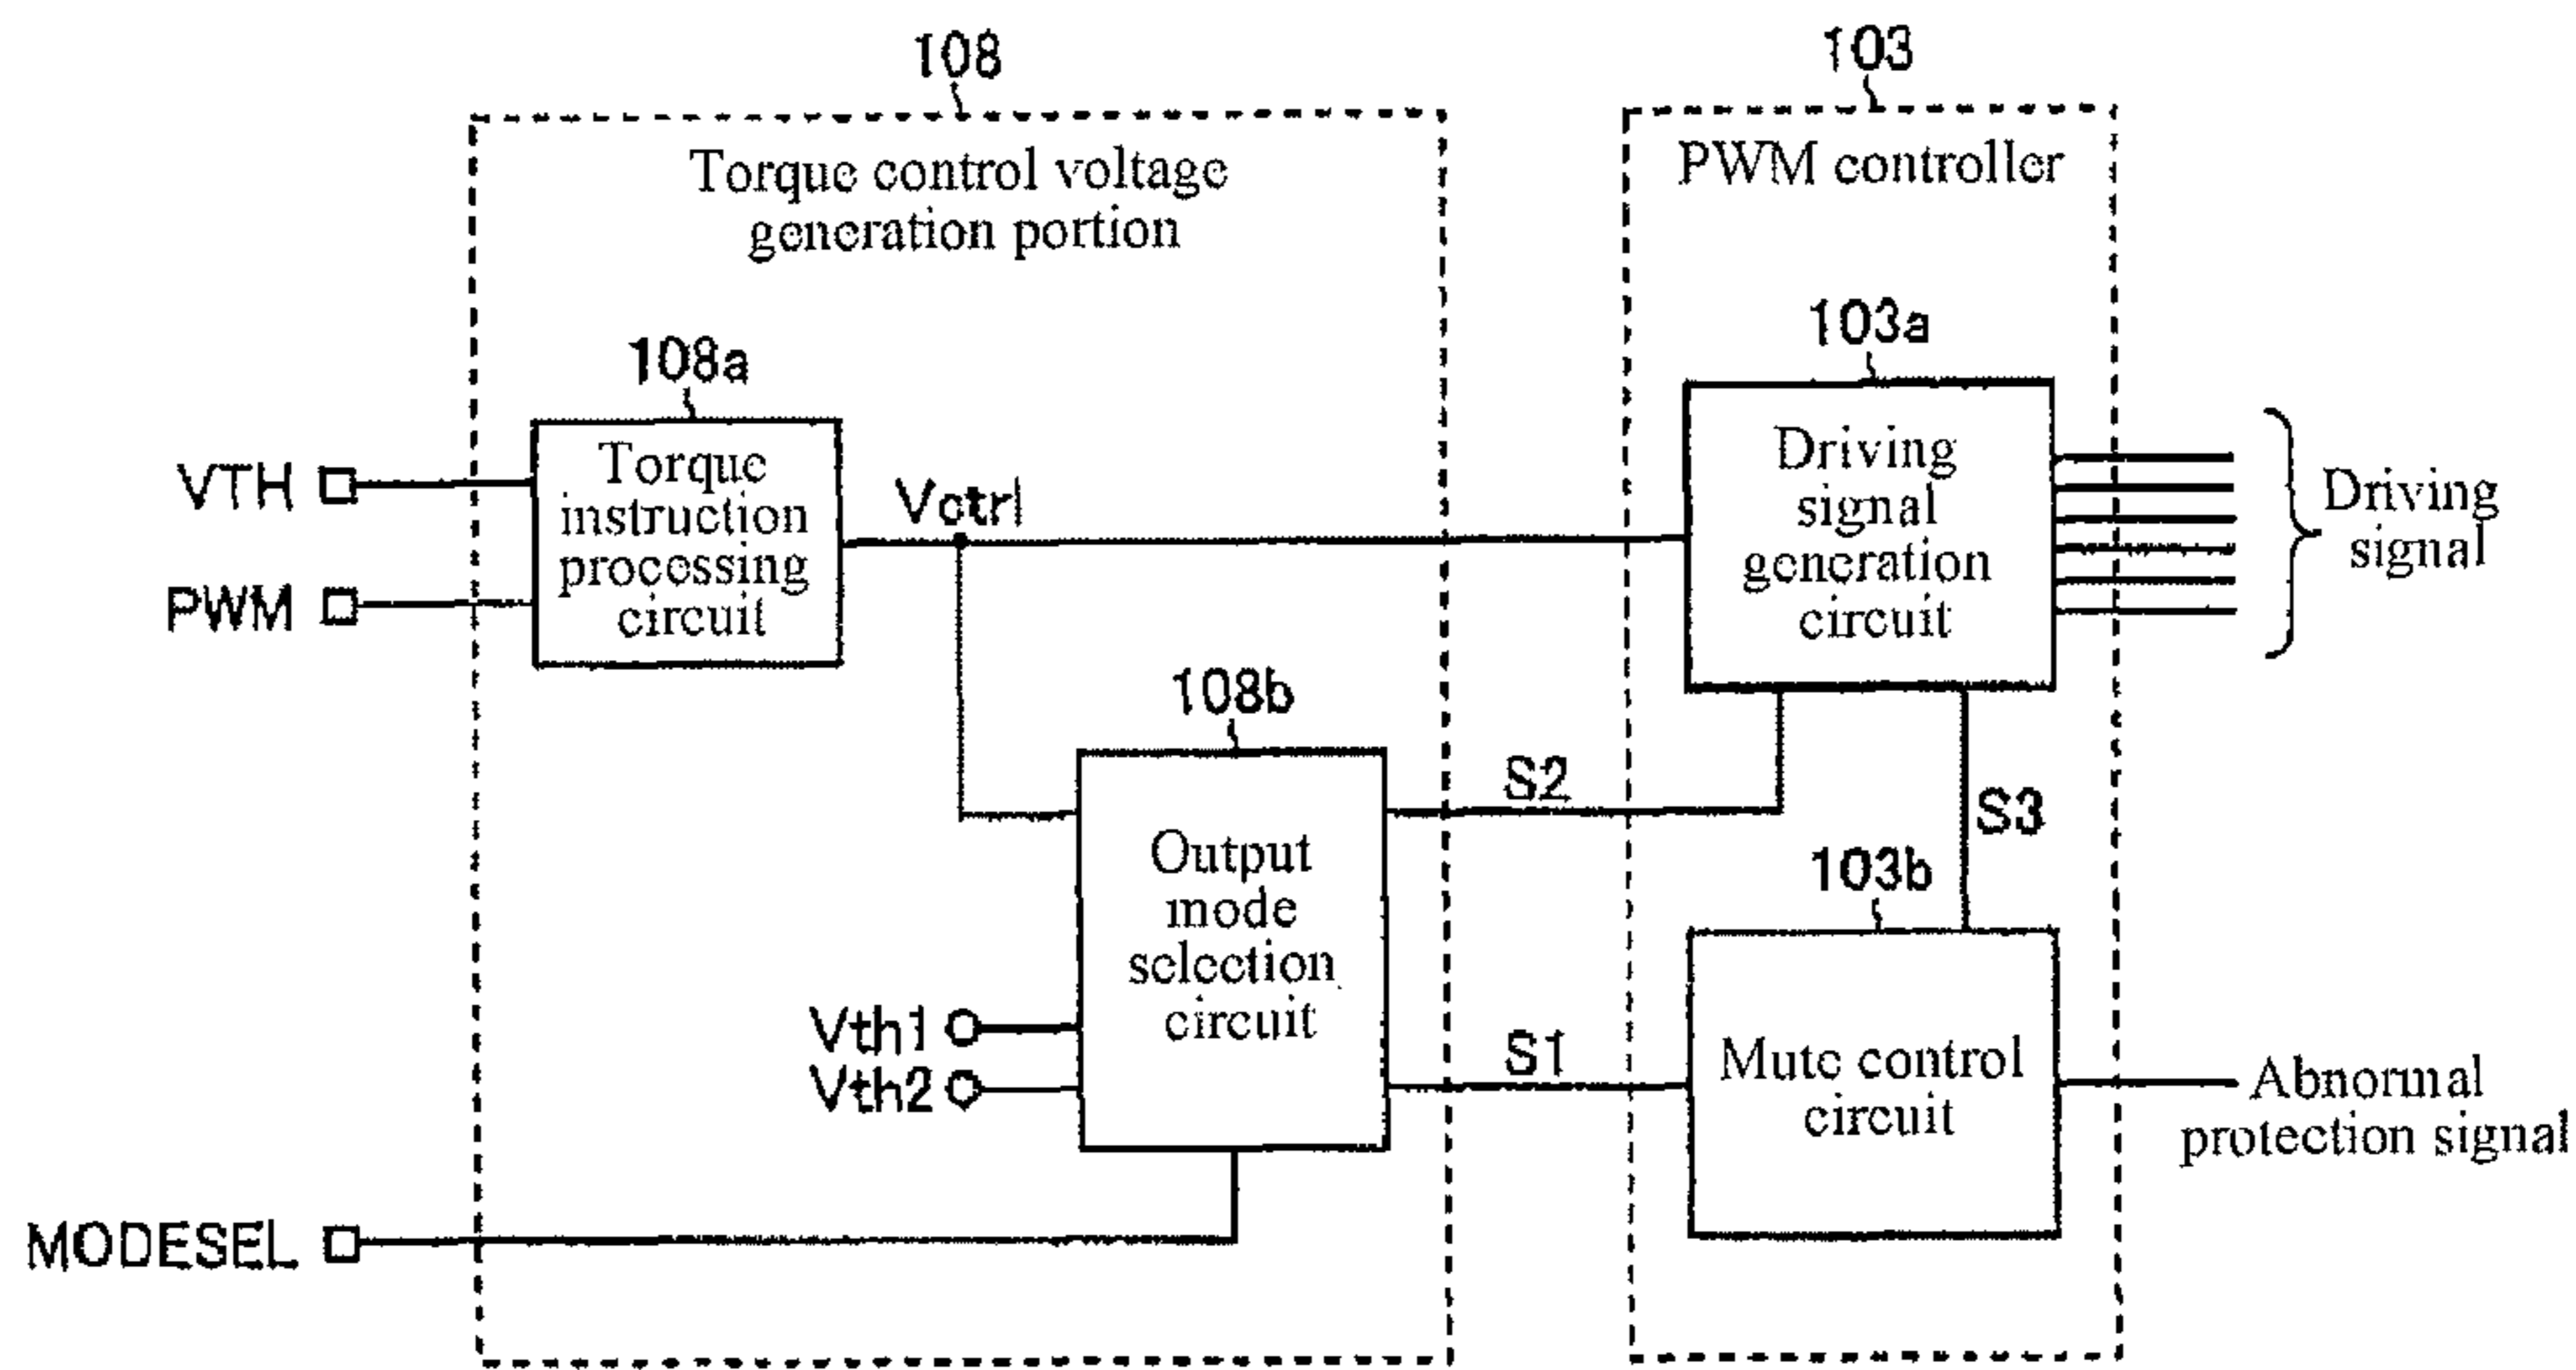 108
103
Torque control voltage
generation portion
PWM controller
108a
103a
VTH
PWM
Torque
instruction
processing
circuit
Vctrl
Driving
signal
generation
circuit
Driving
signal
108b
S2
S3
103b
Output
mode
selection
circuit
Vth1
Vth2
S1
Mute control
circuit
Abnormal
protection signal
MODESEL